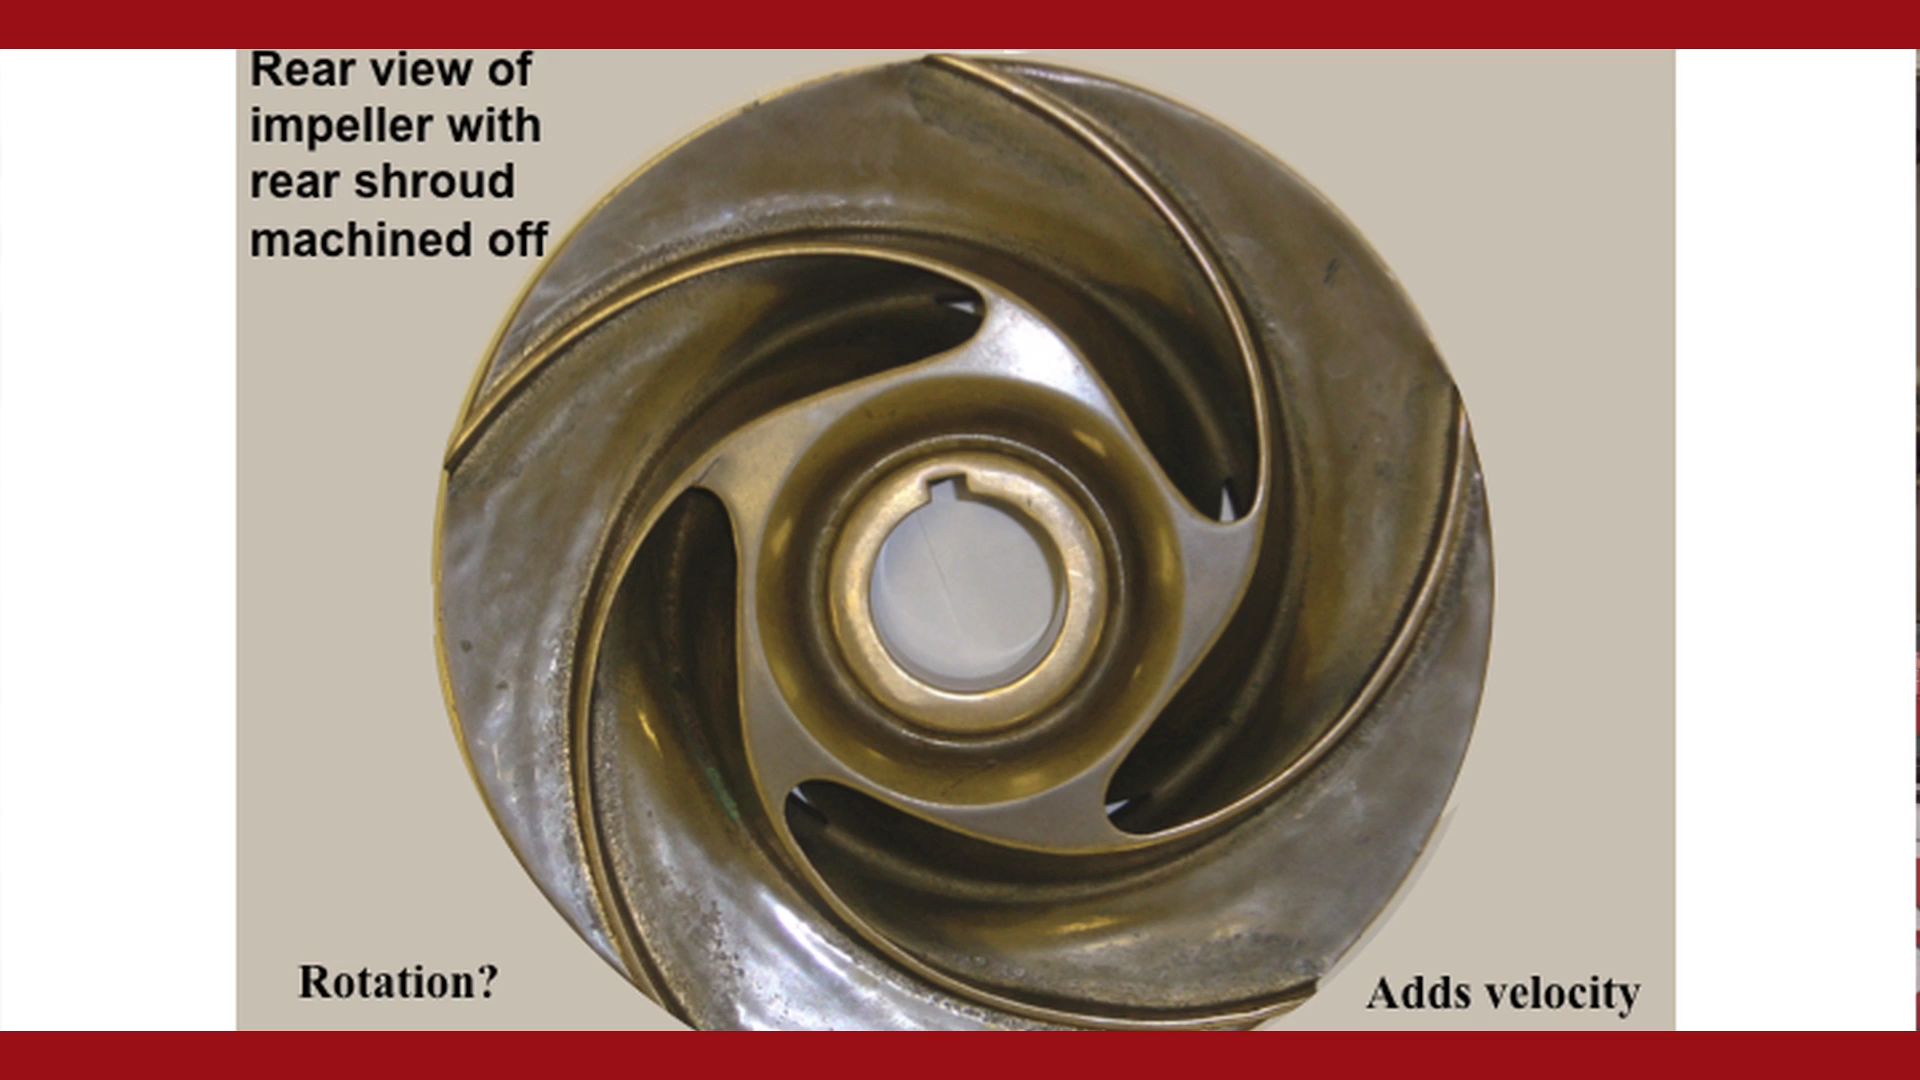 Rear view of
impeller with
rear shroud
machined off
Rotation?
Adds velocity